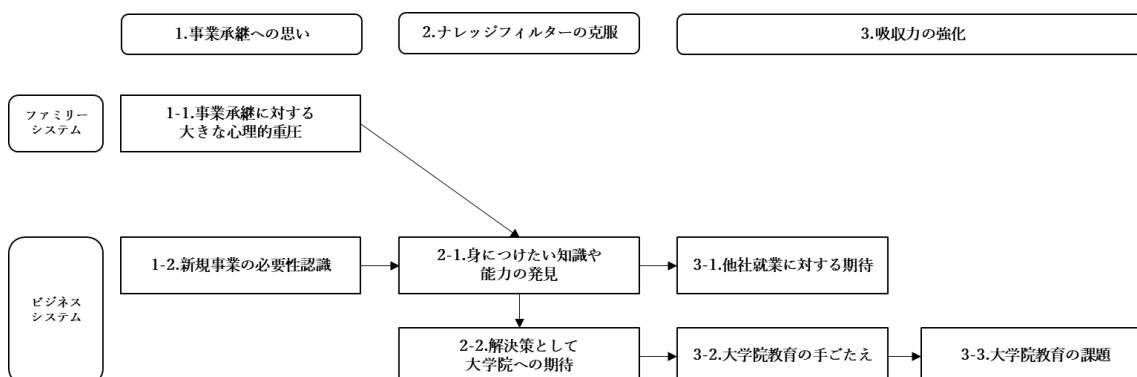 1.事業承継への思い
2.ナレッジフィルターの克服
3.吸収力の強化
ファミリー
システム
1-1.事業承継に対する
大きな心理的重圧
ビジネス
システム
1-2.新規事業の必要性認識
2-1.身につけたい知識や
能力の発見
3-1.他社就業に対する期待
2-2.解決策として
大学院への期待
3-2.大学院教育の手ごたえ
3-3.大学院教育の課題